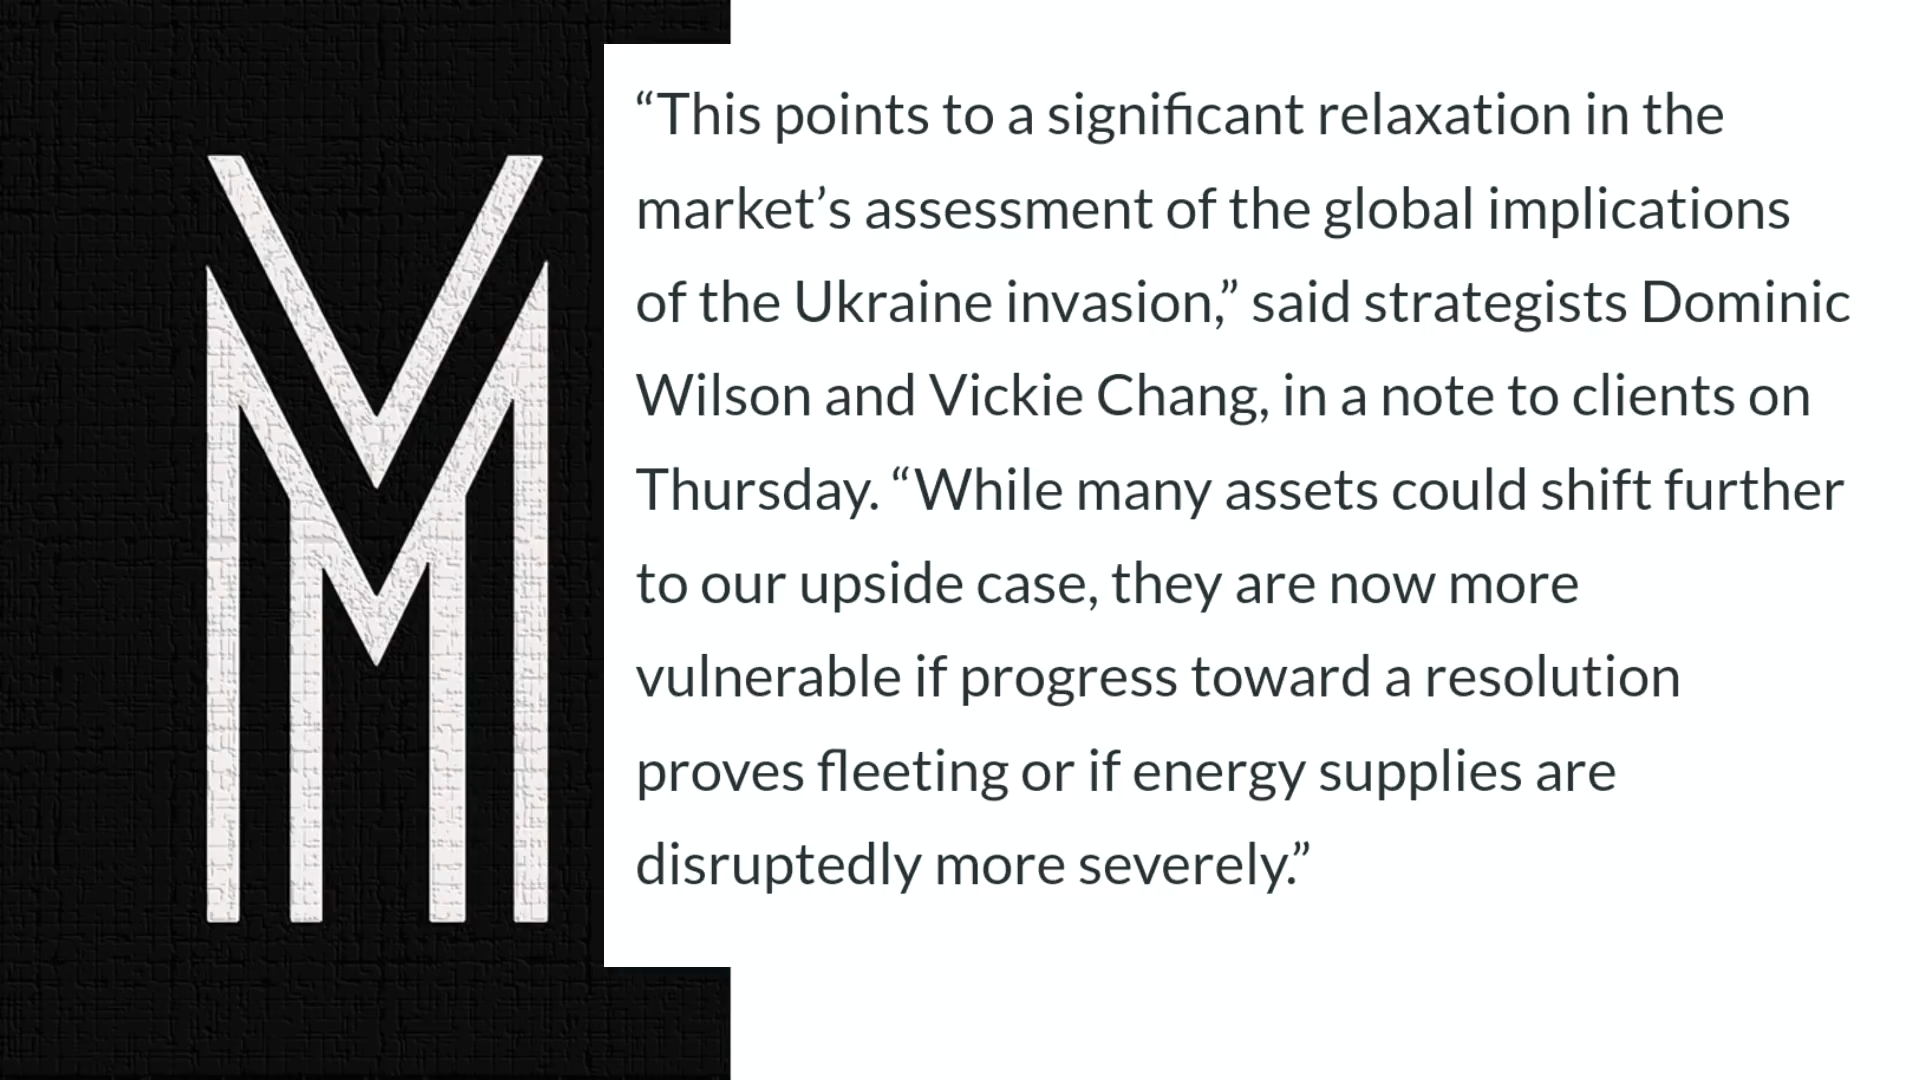 “This points to a significant relaxation in the
market’s assessment of the global implications
of the Ukraine invasion,” said strategists Dominic
Wilson and Vickie Chang, in a note to clients on
Thursday. “While many assets could shift further
to our upside case, they are now more
vulnerable if progress toward a resolution
proves fleeting or if energy supplies are
disruptedly more severely.”